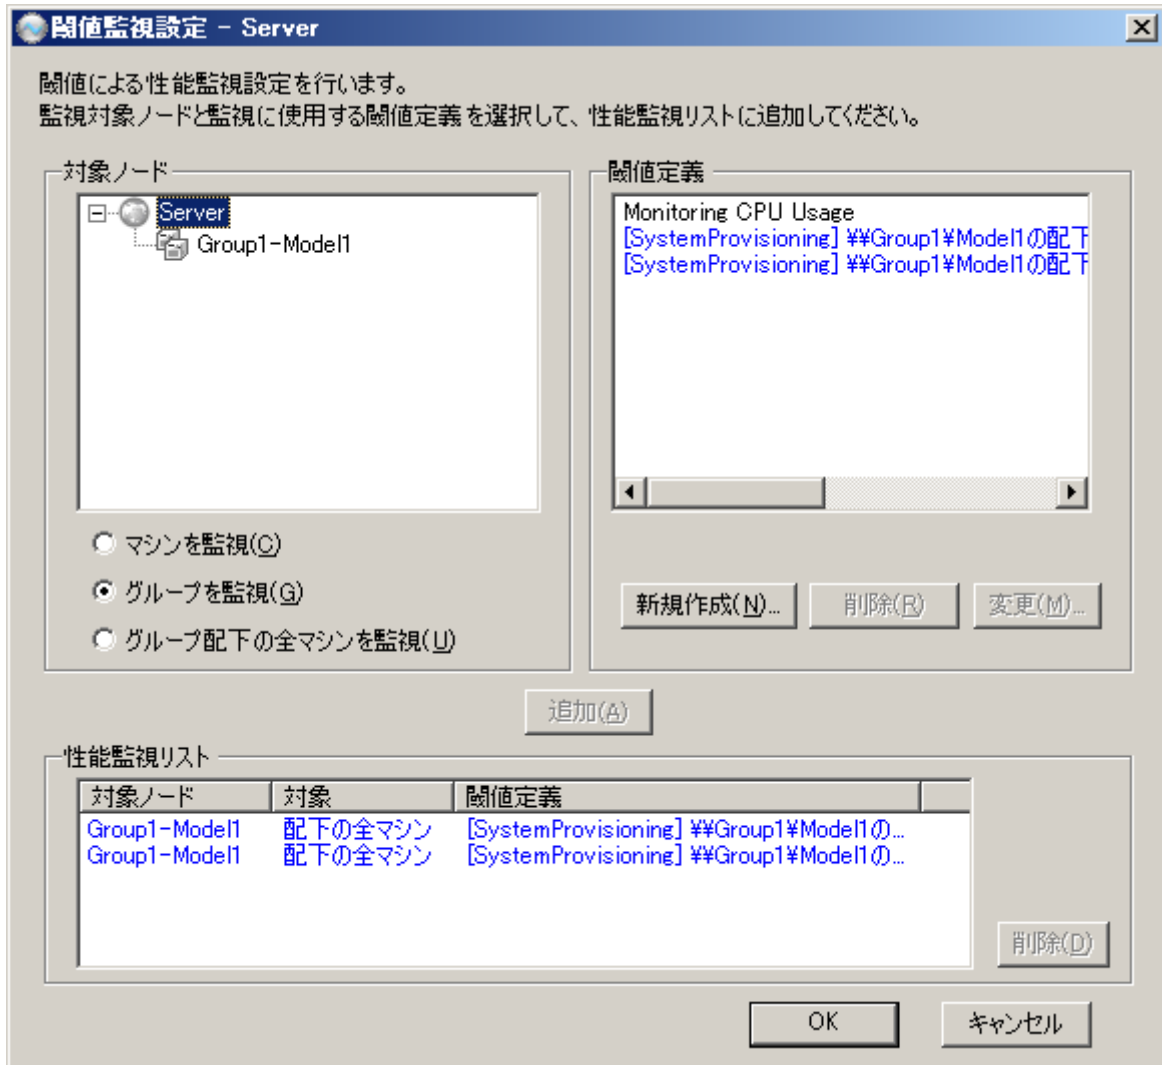 閾値監視設定 - Server
閾値による性能監視設定を行います。
監視対象ノードと監視に使用する閾値定義を選択して、性能監視リストに追加してください。
対象ノード
Server
Group1-Model1
マシンを監視(C)
グループを監視(G)
グループ配下の全マシンを監視(U)
閾値定義
Monitoring CPU Usage
[SystemProvisioning] ¥¥Group1¥Model1の配下
[SystemProvisioning] ¥¥Group1¥Model1の配下
新規作成(N)... 削除(R) 変更(M)...
追加(A)
性能監視リスト
対象ノード 対象 閾値定義
Group1-Model1 配下の全マシン [SystemProvisioning] ¥¥Group1¥Model1の...
Group1-Model1 配下の全マシン [SystemProvisioning] ¥¥Group1¥Model1の...
削除(D)
OK キャンセル